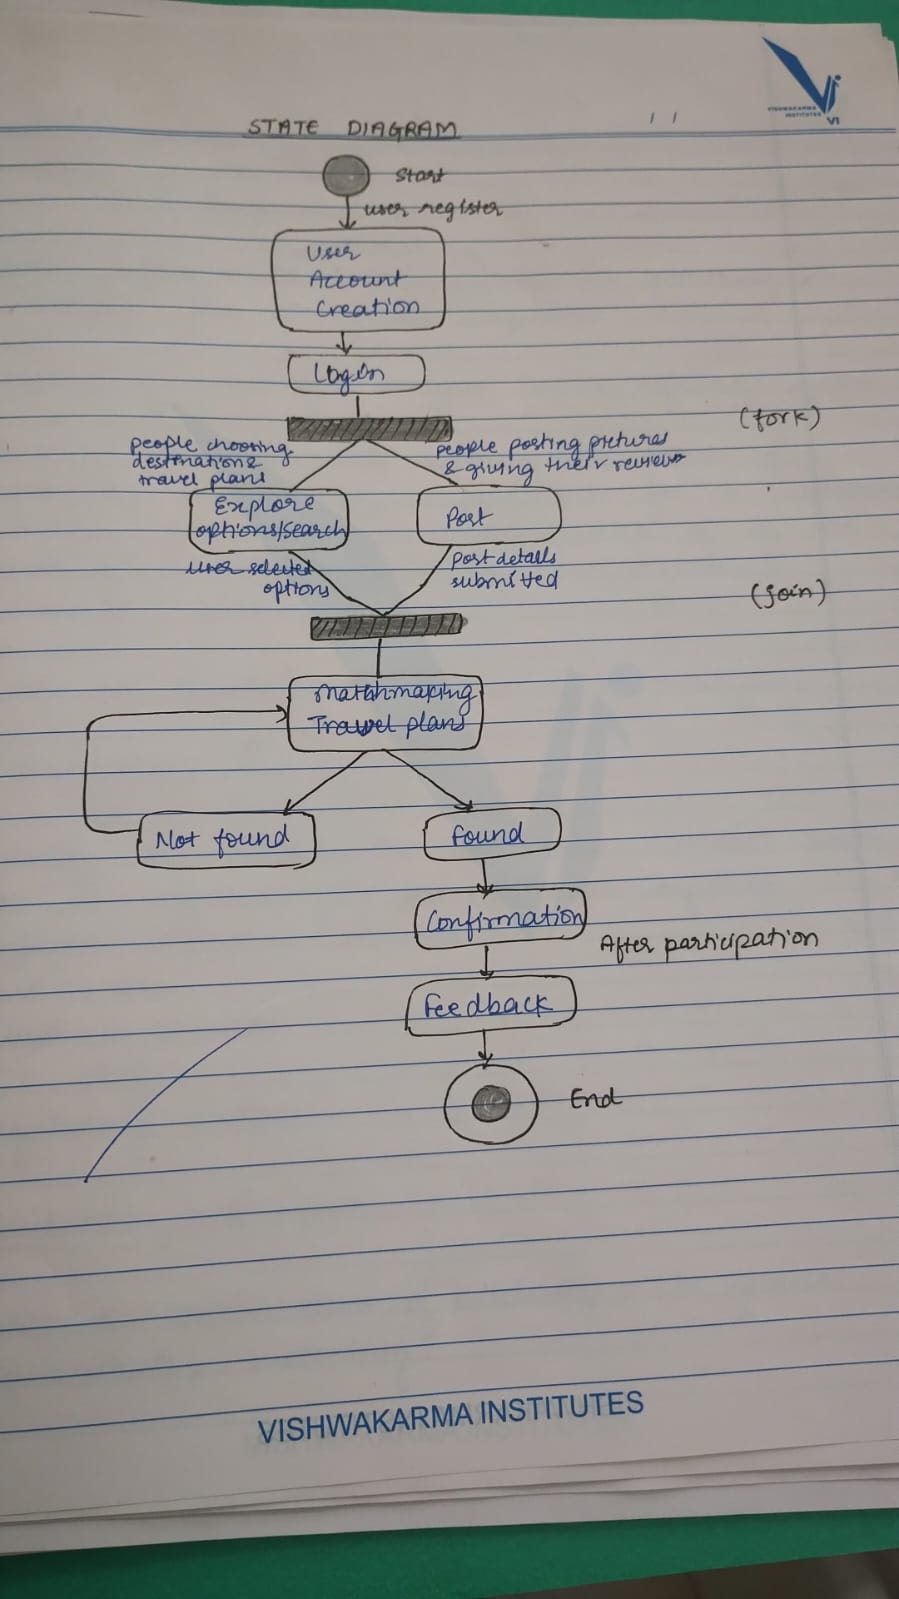 VISHWAKARMA
INSTITUTES
VI
STATE DIAGRAM
/ /
Start
user register
User
Account
Creation
Login
(fork)
people choosing
destination &
travel plans
people posting pictures
& giving their reviews
Explore
options/search
Post
user selected
options
Post details
submitted
(join)
Matchmaking
Travel plans
Not found
Found
Confirmation
After participation
Feedback
End
VISHWAKARMA INSTITUTES